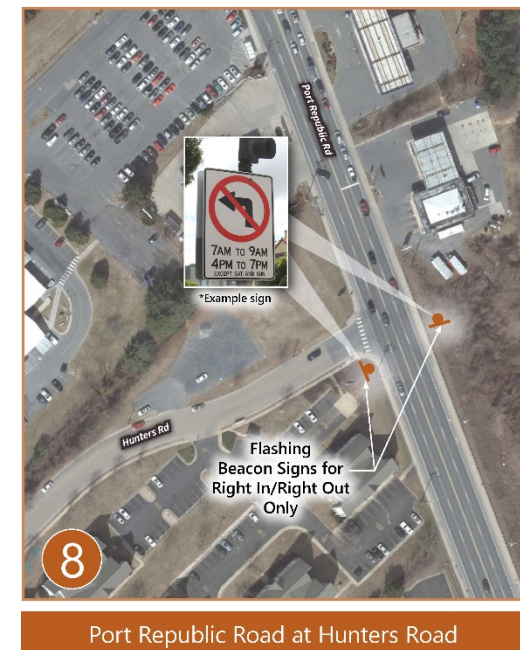 Port Republic Rd
7AM TO 9AM
4PM TO 7PM
EXCEPT SAT. AND SUN
*Example sign
Hunters Rd
Flashing
Beacon Signs for
Right In/Right Out
Only
8
Port Republic Road at Hunters Road